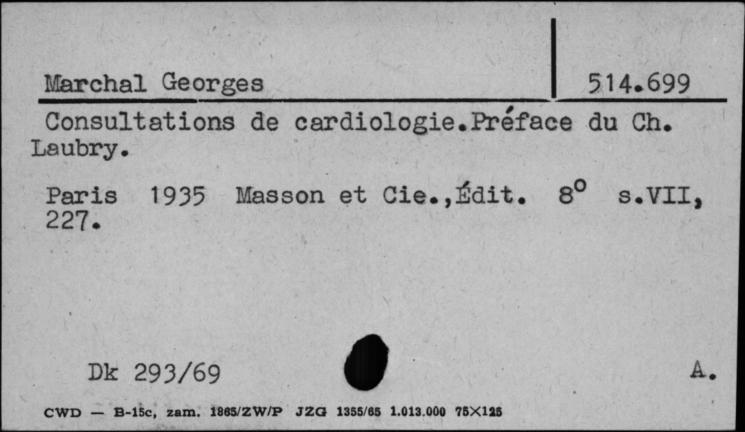 Marchal Georges 514.699
Consultations de cardiologie.Préface du Ch.
Laubry.
Paris 1935 Masson et Cie.,Édit. 8° s.VII,
227.
Dk 293/69 A.
CWD — B-15c, zam. 1865/ZW/P JZG 1355/65 1.013.000 75X125